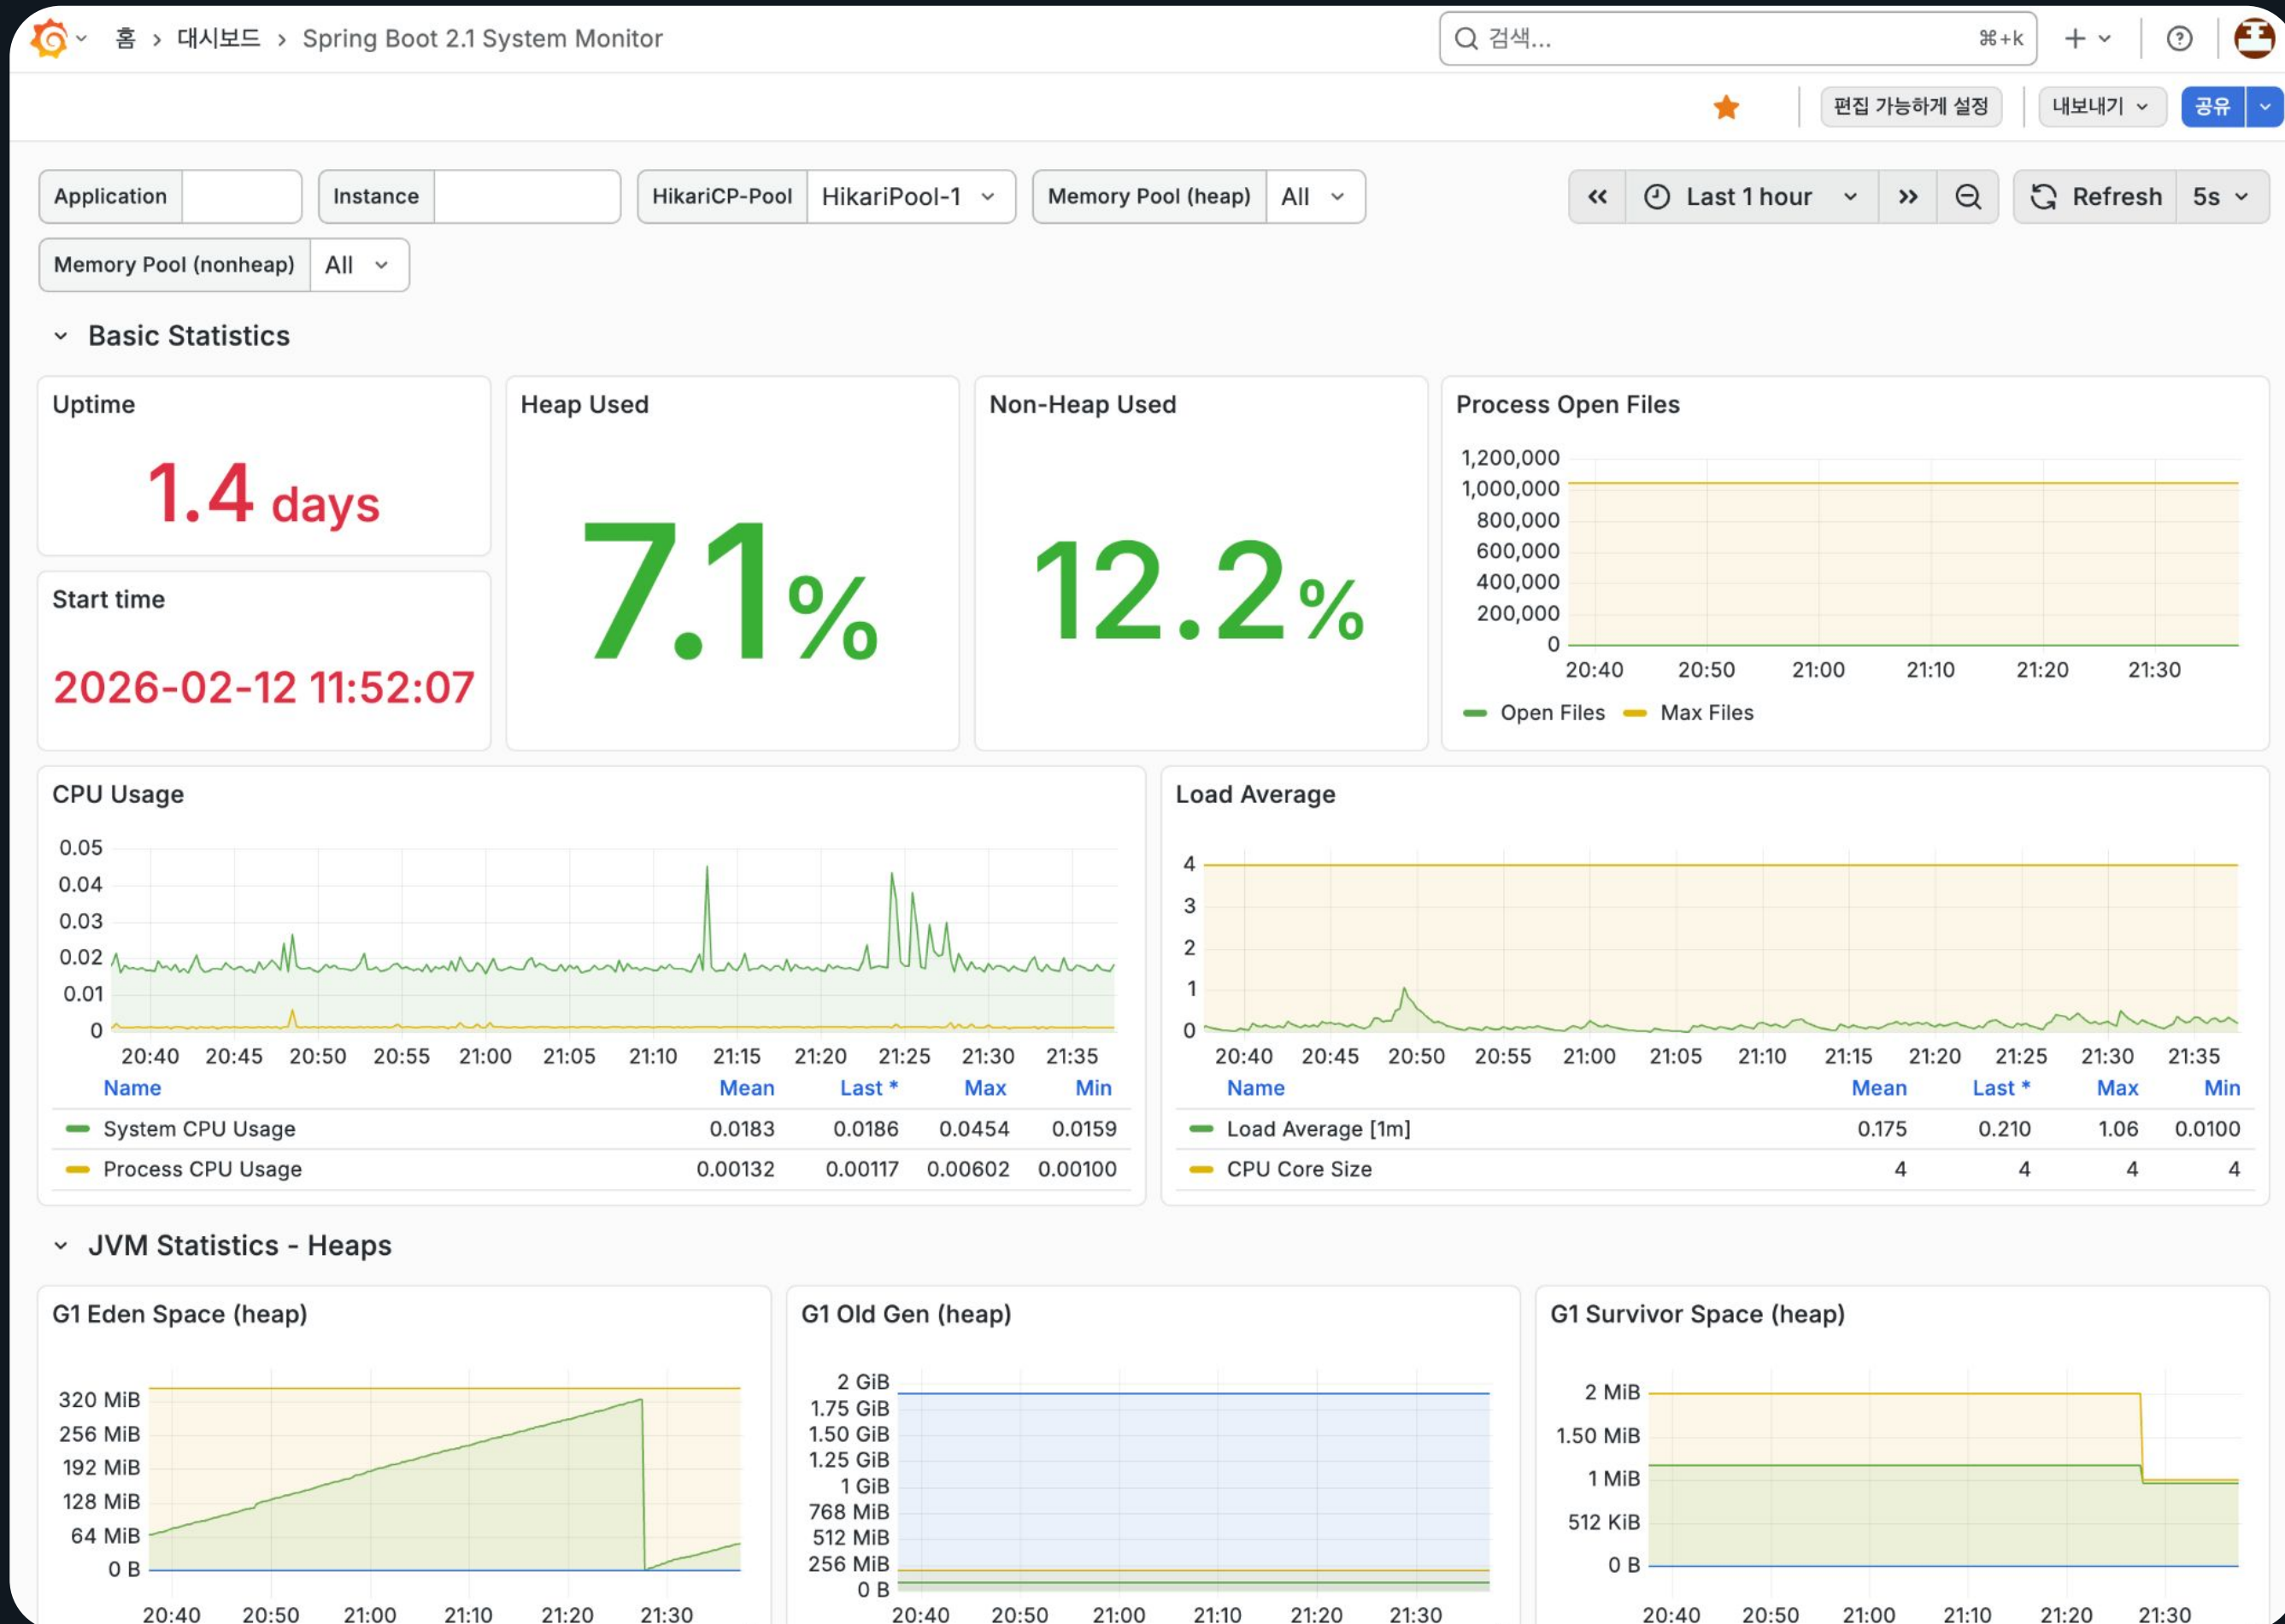 홈 › 대시보드 › Spring Boot 2.1 System Monitor
검색...
⌘+k
편집 가능하게 설정
내보내기
공유
Application
Instance
HikariCP-Pool HikariPool-1
Memory Pool (heap) All
Last 1 hour
Refresh 5s
Memory Pool (nonheap) All
Basic Statistics
Uptime
1.4 days
Start time
2026-02-12 11:52:07
Heap Used
7.1%
Non-Heap Used
12.2%
Process Open Files
1,200,000
1,000,000
800,000
600,000
400,000
200,000
0
20:40 20:50 21:00 21:10 21:20 21:30
Open Files Max Files
CPU Usage
0.05
0.04
0.03
0.02
0.01
0
20:40 20:45 20:50 20:55 21:00 21:05 21:10 21:15 21:20 21:25 21:30 21:35
Name Mean Last * Max Min
System CPU Usage 0.0183 0.0186 0.0454 0.0159
Process CPU Usage 0.00132 0.00117 0.00602 0.00100
Load Average
4
3
2
1
0
20:40 20:45 20:50 20:55 21:00 21:05 21:10 21:15 21:20 21:25 21:30 21:35
Name Mean Last * Max Min
Load Average [1m] 0.175 0.210 1.06 0.0100
CPU Core Size 4 4 4 4
JVM Statistics - Heaps
G1 Eden Space (heap)
320 MiB
256 MiB
192 MiB
128 MiB
64 MiB
0 B
20:40 20:50 21:00 21:10 21:20 21:30
G1 Old Gen (heap)
2 GiB
1.75 GiB
1.50 GiB
1.25 GiB
1 GiB
768 MiB
512 MiB
256 MiB
0 B
20:40 20:50 21:00 21:10 21:20 21:30
G1 Survivor Space (heap)
2 MiB
1.50 MiB
1 MiB
512 KiB
0 B
20:40 20:50 21:00 21:10 21:20 21:30